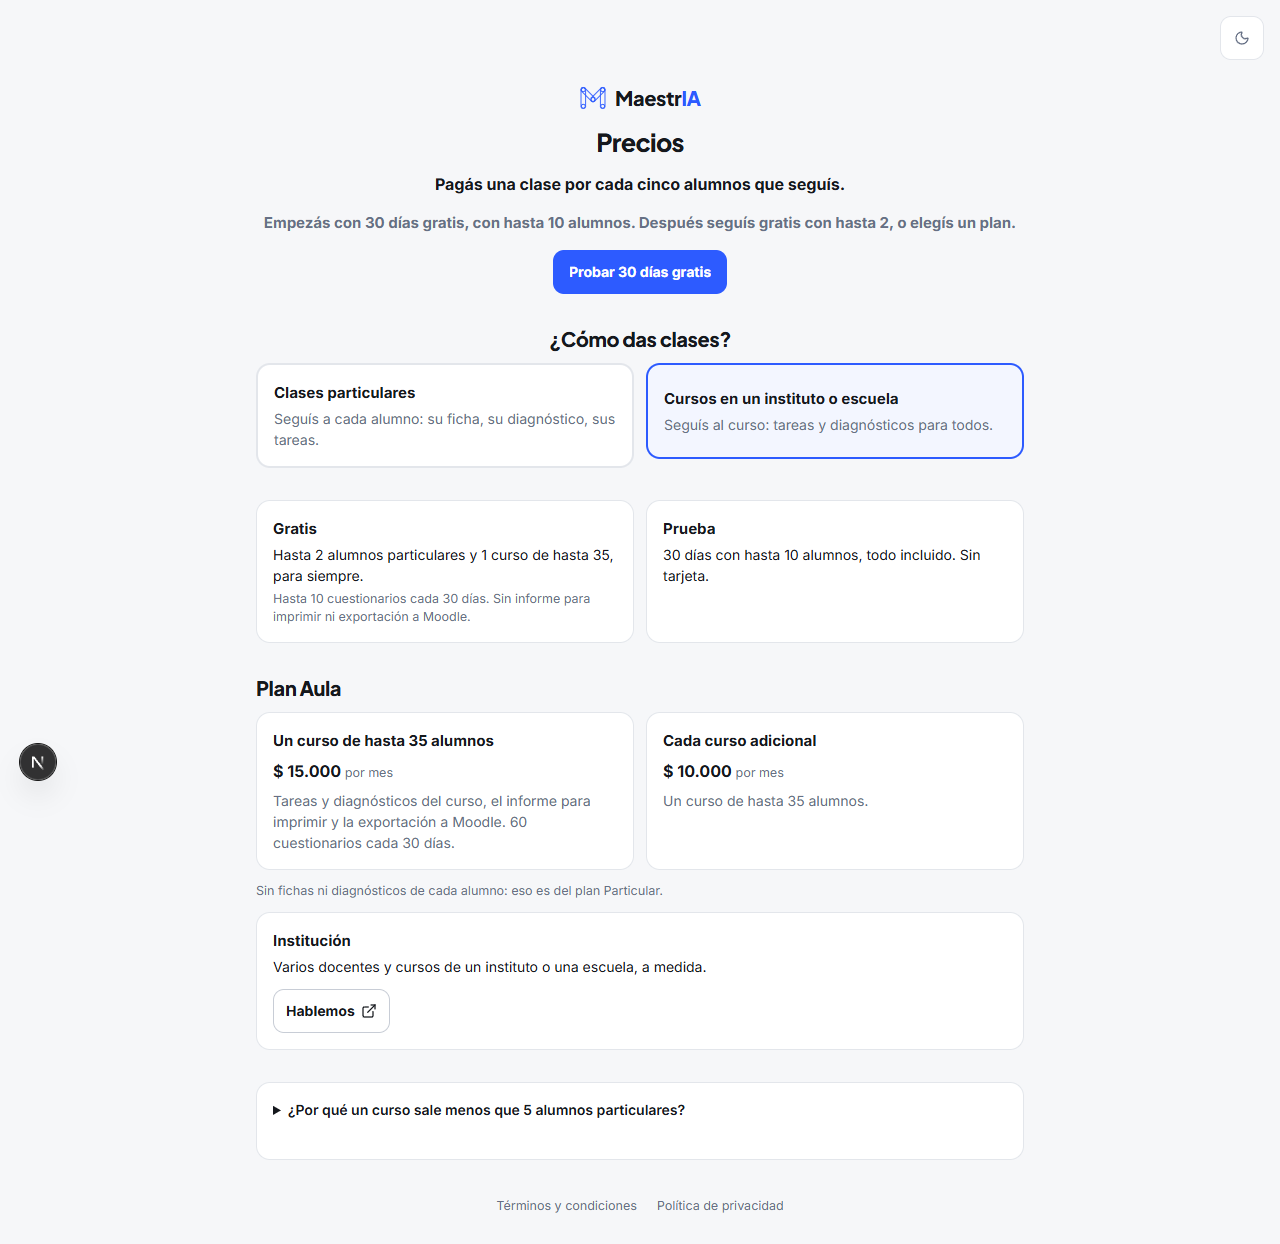 MaestrIA
Precios
Pagás una clase por cada cinco alumnos que seguís.
Empezás con 30 días gratis, con hasta 10 alumnos. Después seguís gratis con hasta 2, o elegís un plan.
Probar 30 días gratis
¿Cómo das clases?
Clases particulares
Seguís a cada alumno: su ficha, su diagnóstico, sus
tareas.
Cursos en un instituto o escuela
Seguís al curso: tareas y diagnósticos para todos.
Gratis
Hasta 2 alumnos particulares y 1 curso de hasta 35,
para siempre.
Hasta 10 cuestionarios cada 30 días. Sin informe para
imprimir ni exportación a Moodle.
Prueba
30 días con hasta 10 alumnos, todo incluido. Sin
tarjeta.
Plan Aula
Un curso de hasta 35 alumnos
$ 15.000 por mes
Tareas y diagnósticos del curso, el informe para
imprimir y la exportación a Moodle. 60
cuestionarios cada 30 días.
Cada curso adicional
$ 10.000 por mes
Un curso de hasta 35 alumnos.
Sin fichas ni diagnósticos de cada alumno: eso es del plan Particular.
Institución
Varios docentes y cursos de un instituto o una escuela, a medida.
Hablemos
¿Por qué un curso sale menos que 5 alumnos particulares?
Términos y condiciones
Política de privacidad
N